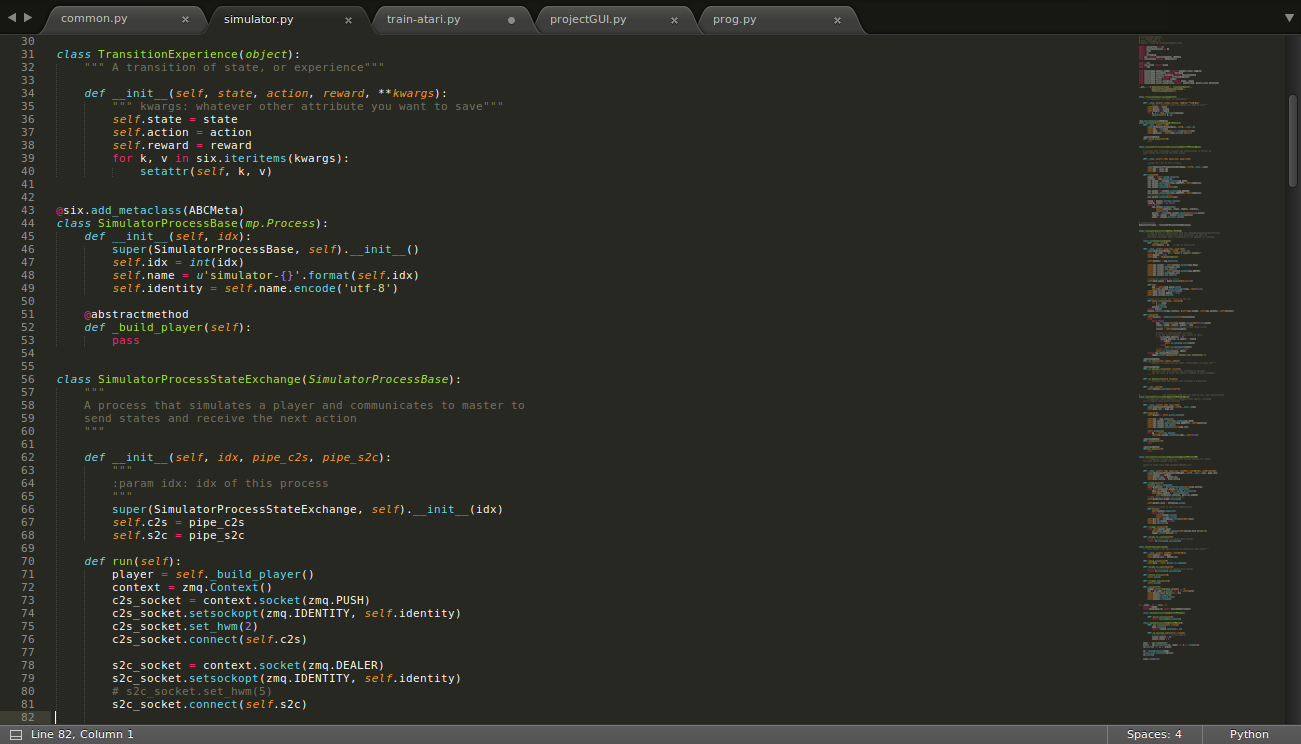 common.py × simulator.py × train-atari.py projectGUI.py × prog.py ×
30
31 class TransitionExperience(object):
32 """ A transition of state, or experience"""
33
34 def __init__(self, state, action, reward, **kwargs):
35 """ kwargs: whatever other attribute you want to save"""
36 self.state = state
37 self.action = action
38 self.reward = reward
39 for k, v in six.iteritems(kwargs):
40 setattr(self, k, v)
41
42
43 @six.add_metaclass(ABCMeta)
44 class SimulatorProcessBase(mp.Process):
45 def __init__(self, idx):
46 super(SimulatorProcessBase, self).__init__()
47 self.idx = int(idx)
48 self.name = u'simulator-{}'.format(self.idx)
49 self.identity = self.name.encode('utf-8')
50
51 @abstractmethod
52 def _build_player(self):
53 pass
54
55
56 class SimulatorProcessStateExchange(SimulatorProcessBase):
57 """
58 A process that simulates a player and communicates to master to
59 send states and receive the next action
60 """
61
62 def __init__(self, idx, pipe_c2s, pipe_s2c):
63 """
64 :param idx: idx of this process
65 """
66 super(SimulatorProcessStateExchange, self).__init__(idx)
67 self.c2s = pipe_c2s
68 self.s2c = pipe_s2c
69
70 def run(self):
71 player = self._build_player()
72 context = zmq.Context()
73 c2s_socket = context.socket(zmq.PUSH)
74 c2s_socket.setsockopt(zmq.IDENTITY, self.identity)
75 c2s_socket.set_hwm(2)
76 c2s_socket.connect(self.c2s)
77
78 s2c_socket = context.socket(zmq.DEALER)
79 s2c_socket.setsockopt(zmq.IDENTITY, self.identity)
80 # s2c_socket.set_hwm(5)
81 s2c_socket.connect(self.s2c)
82
Line 82, Column 1 Spaces: 4 Python